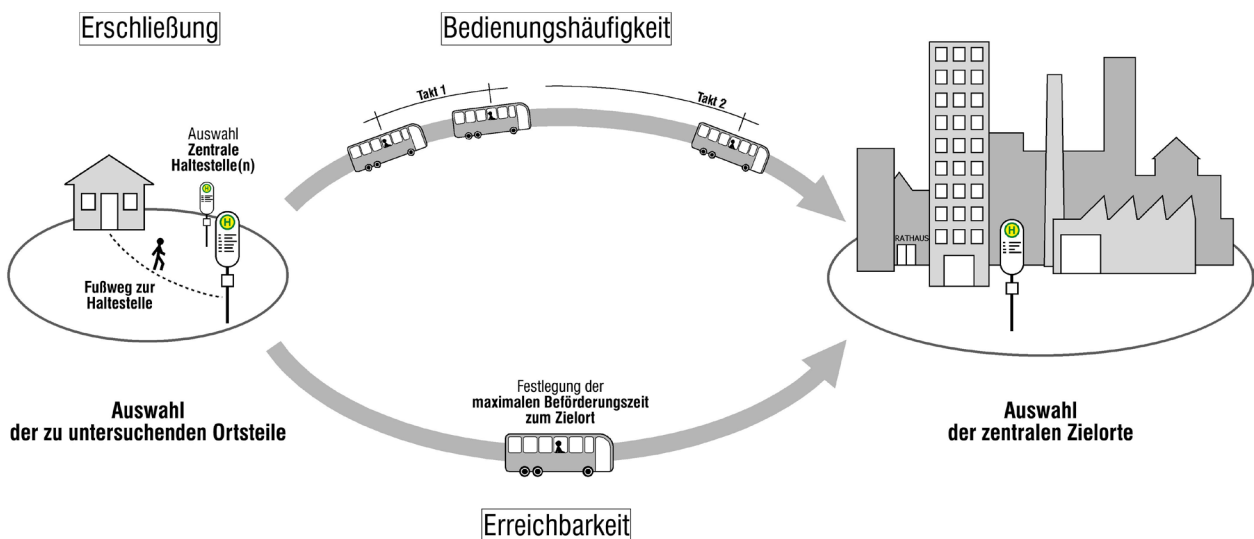 Erschließung
Bedienungshäufigkeit
Takt 1
Takt 2
Auswahl
Zentrale
Haltestelle(n)
H
H
Fußweg zur
Haltestelle
RATHAUS
H
Festlegung der
maximalen Beförderungszeit
zum Zielort
Auswahl
der zu untersuchenden Ortsteile
Auswahl
der zentralen Zielorte
Erreichbarkeit